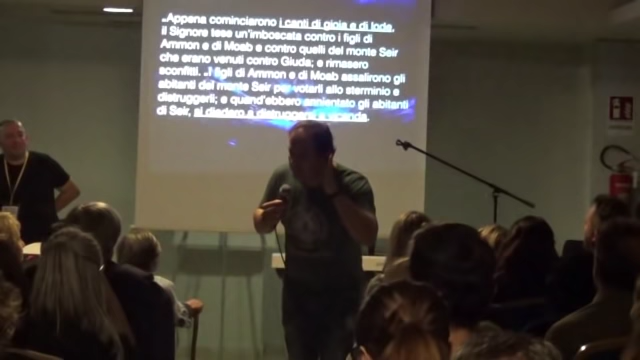 „Appena cominciarono i canti di gioia e di lode,
il Signore tese un'imboscata contro i figli di
Ammon e di Moab e contro quelli del monte Seir
che erano venuti contro Giuda; e rimasero
sconfitti. „I figli di Ammon e di Moab assalirono gli
abitanti del monte Seir per votarli allo sterminio e
distruggerli; e quand'ebbero annientato gli abitanti
di Seir, si diedero a distruggersi a vicenda.